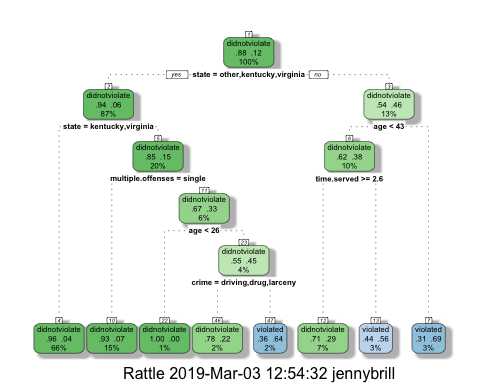 1
didnotviolate
.88 .12
100%
yes state = other,kentucky,virginia no
2
didnotviolate
.94 .06
87%
state = kentucky,virginia
3
didnotviolate
.54 .46
13%
age < 43
5
didnotviolate
.85 .15
20%
multiple.offenses = single
6
didnotviolate
.62 .38
10%
time.served >= 2.6
11
didnotviolate
.67 .33
6%
age < 26
23
didnotviolate
.55 .45
4%
crime = driving,drug,larceny
4
didnotviolate
.96 .04
66%
10
didnotviolate
.93 .07
15%
22
didnotviolate
1.00 .00
1%
46
didnotviolate
.78 .22
2%
47
violated
.36 .64
2%
12
didnotviolate
.71 .29
7%
13
violated
.44 .56
3%
7
violated
.31 .69
3%
Rattle 2019-Mar-03 12:54:32 jennybrill